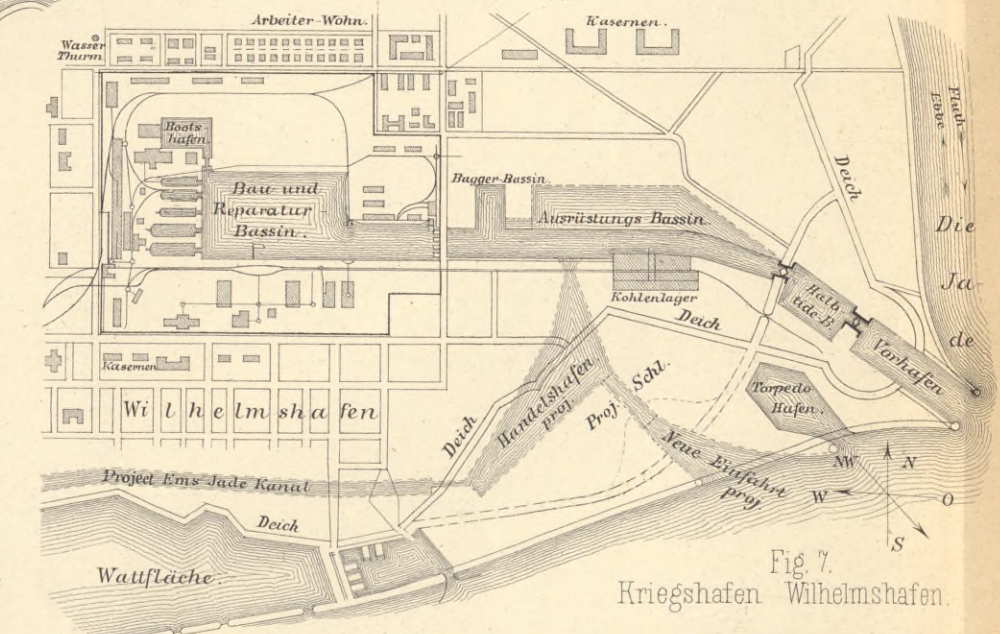 Arbeiter-Wohn.
Kasernen.
Wasser
Thurm
Boots-
hafen.
Fluth
Ebbe
Deich
Bagger-Bassin.
Bau- und
Reparatur
Bassin.
Ausrüstungs Bassin.
Die
Ja-
de
Halb
tide-B.
Kohlenlager
Deich
Vorhafen
Kasernen
Handelshafen
proj.
Proj. Schl.
Torpedo
Hafen.
Wilhelmshafen
Deich
Neue Einfahrt
proj.
NW
N
W
O
S
Project Ems Jade Kanal
Deich
Wattfläche.
Fig. 7.
Kriegshafen Wilhelmshafen.